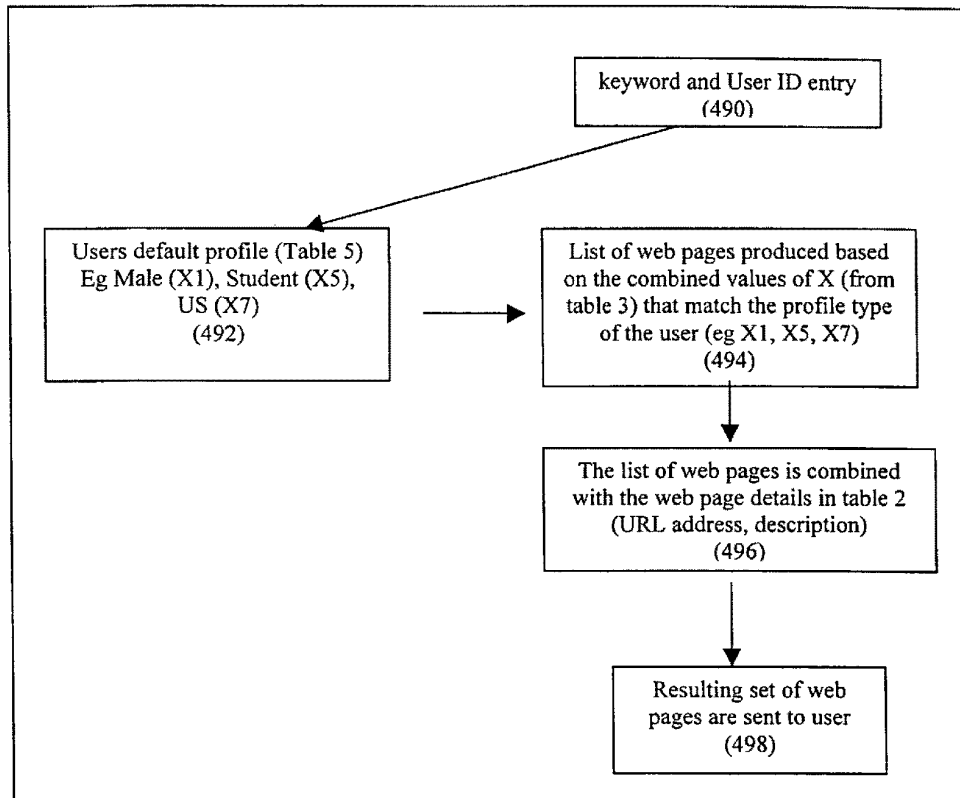 keyword and User ID entry
(490)
Users default profile (Table 5)
Eg Male (X1), Student (X5),
US (X7)
(492)
List of web pages produced based
on the combined values of X (from
table 3) that match the profile type
of the user (eg X1, X5, X7)
(494)
The list of web pages is combined
with the web page details in table 2
(URL address, description)
(496)
Resulting set of web
pages are sent to user
(498)